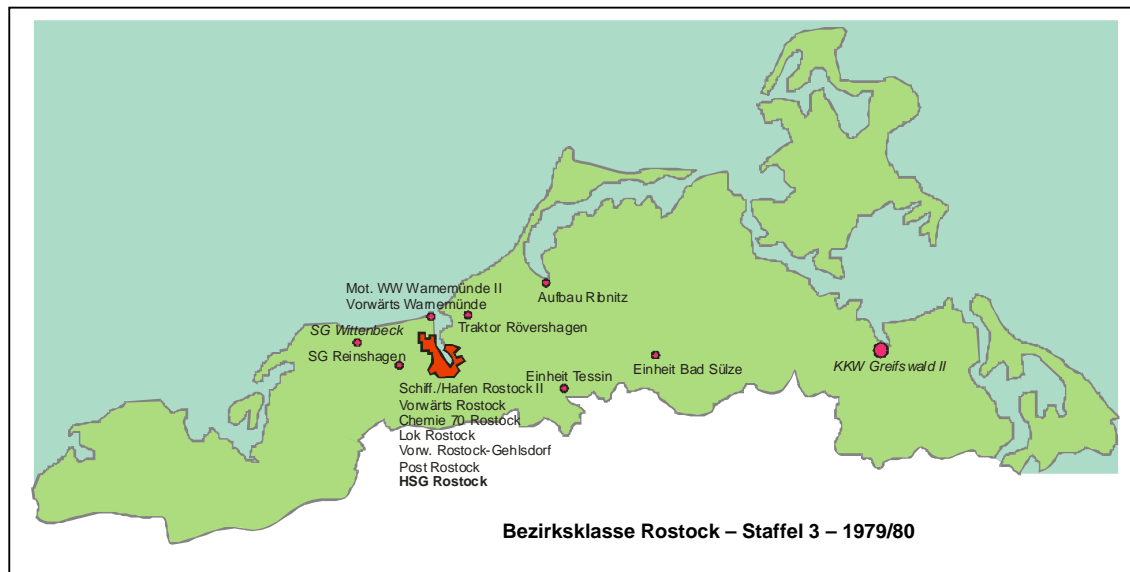 Mot. WW Warnemünde II
Vorwärts Warnemünde
Aufbau Ribnitz
SG Wittenbeck
Traktor Rövershagen
SG Reinshagen
Einheit Bad Sülze
KKW Greifswald II
Einheit Tessin
Schiff./Hafen Rostock II
Vorwärts Rostock
Chemie 70 Rostock
Lok Rostock
Vorw. Rostock-Gehlsdorf
Post Rostock
HSG Rostock
Bezirksklasse Rostock – Staffel 3 – 1979/80